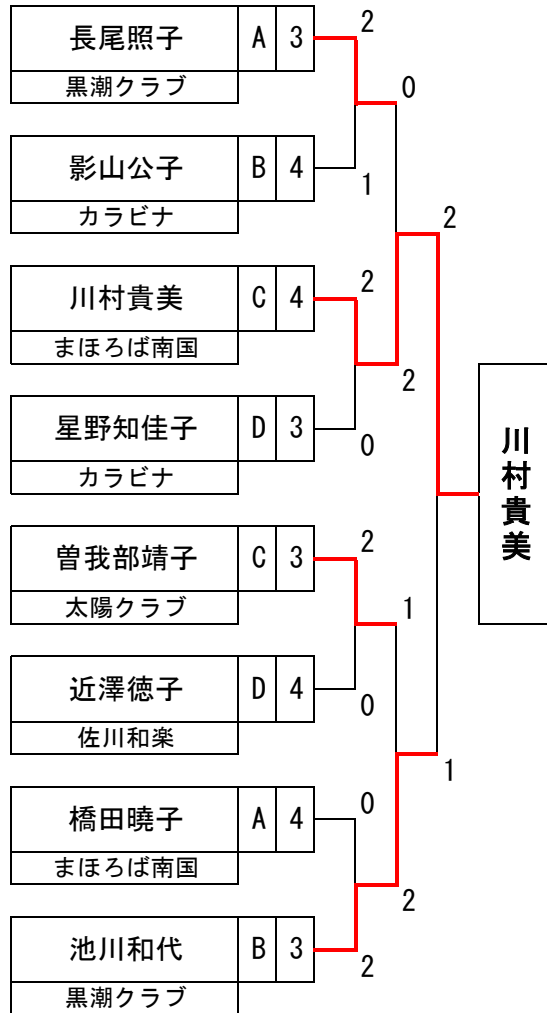 長尾照子 A 3 2
黒潮クラブ
0
影山公子 B 4 1
カラビナ
2
川村貴美 C 4 2
まほろば南国
2
星野知佳子 D 3 0
カラビナ
川村貴美
曽我部靖子 C 3 2
太陽クラブ
1
近澤徳子 D 4 0
佐川和楽
1
橋田曉子 A 4 0
まほろば南国
2
池川和代 B 3 2
黒潮クラブ